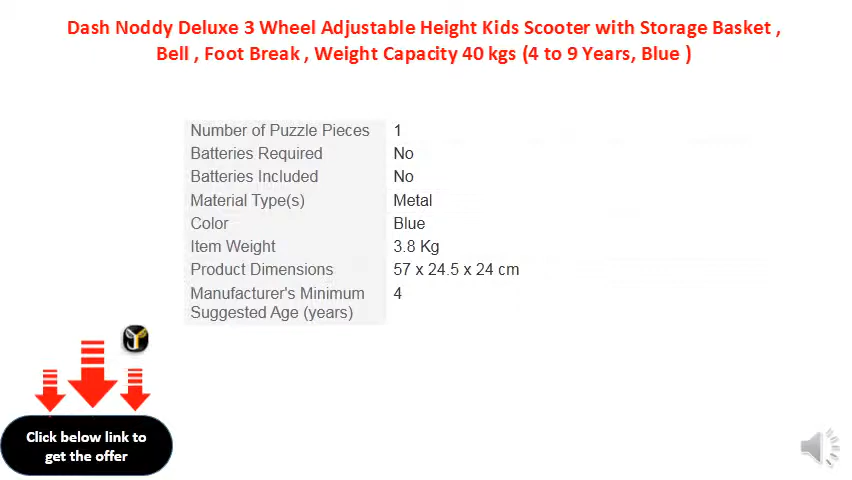 Dash Noddy Deluxe 3 Wheel Adjustable Height Kids Scooter with Storage Basket ,
Bell , Foot Break , Weight Capacity 40 kgs (4 to 9 Years, Blue )
Number of Puzzle Pieces 1
Batteries Required No
Batteries Included No
Material Type(s) Metal
Color Blue
Item Weight 3.8 Kg
Product Dimensions 57 x 24.5 x 24 cm
Manufacturer's Minimum 4
Suggested Age (years)
Click below link to
get the offer